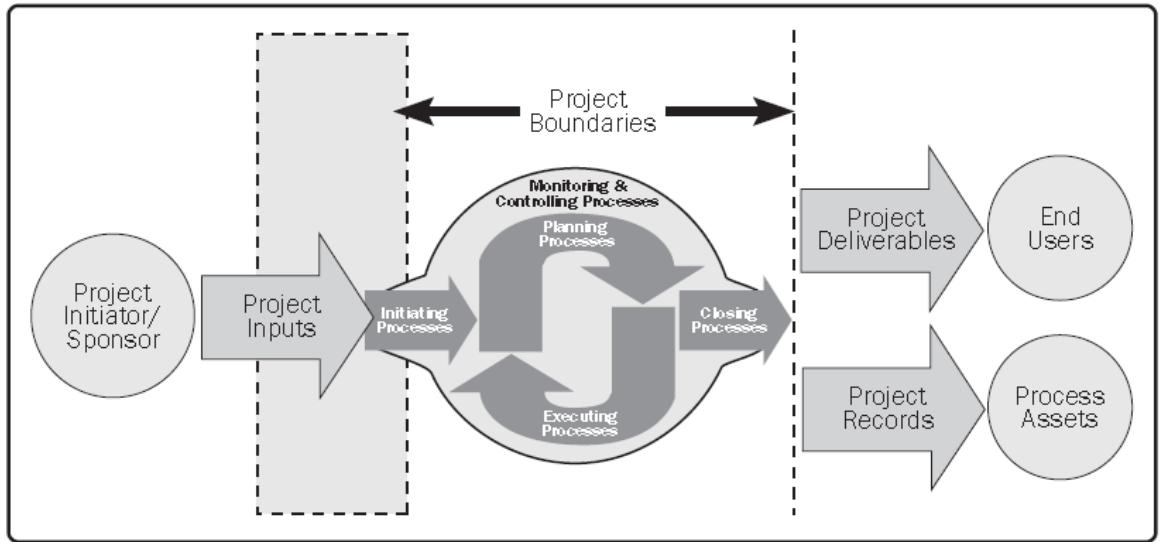 Project
Boundaries
Monitoring &
Controlling Processes
Planning
Processes
Project
Initiator/
Sponsor
Project
Inputs
Initiating
Processes
Closing
Processes
Executing
Processes
Project
Deliverables
End
Users
Project
Records
Process
Assets